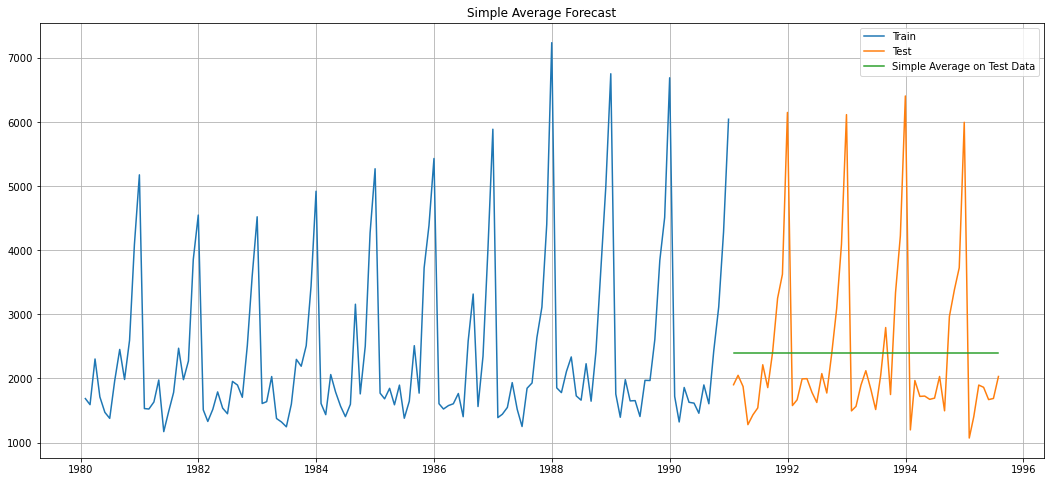 Simple Average Forecast
Train
Test
Simple Average on Test Data
7000
6000
5000
4000
3000
2000
1000
1980 1982 1984 1986 1988 1990 1992 1994 1996